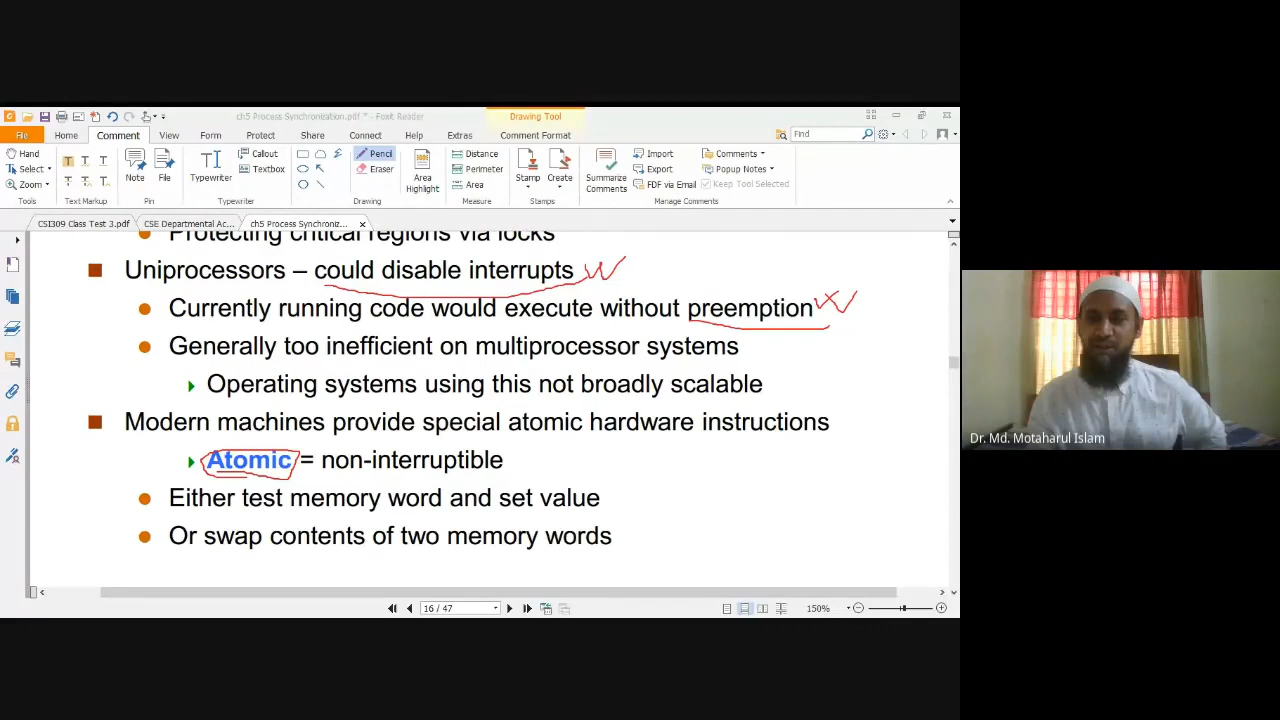 ch5 Process Synchronization.pdf * - Foxit Reader
Drawing Tool
File Home Comment View Form Protect Share Connect Help Extras Comment Format
Find
Hand
Select
Zoom
Tools
T T T
T T T
Text Markup
Note
File
Pin
Typewriter
Callout
Textbox
Typewriter
Pencil
Eraser
Drawing
Area Highlight
Distance
Perimeter
Area
Measure
Stamp
Create
Stamps
Summarize Comments
Import
Export
FDF via Email
Comments
Popup Notes
Keep Tool Selected
Manage Comments
CSI309 Class Test 3.pdf
CSE Departmental Ac...
ch5 Process Synchroniz...
Protecting critical regions via locks
Uniprocessors – could disable interrupts
Currently running code would execute without preemption
Generally too inefficient on multiprocessor systems
Operating systems using this not broadly scalable
Modern machines provide special atomic hardware instructions
Atomic = non-interruptible
Either test memory word and set value
Or swap contents of two memory words
16 / 47
150%
Dr. Md. Motaharul Islam